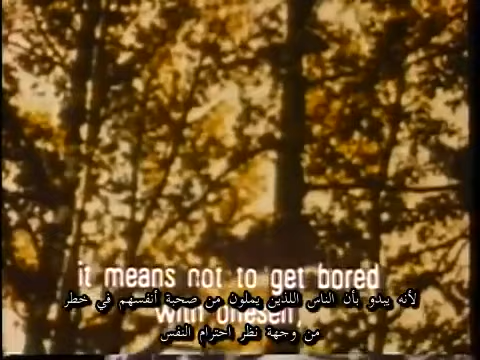 it means not to get bored
with oneself
لأنه يبدو بأن الناس اللذين يملون من صحبة أنفسهم في خطر
من وجهة نظر احترام النفس